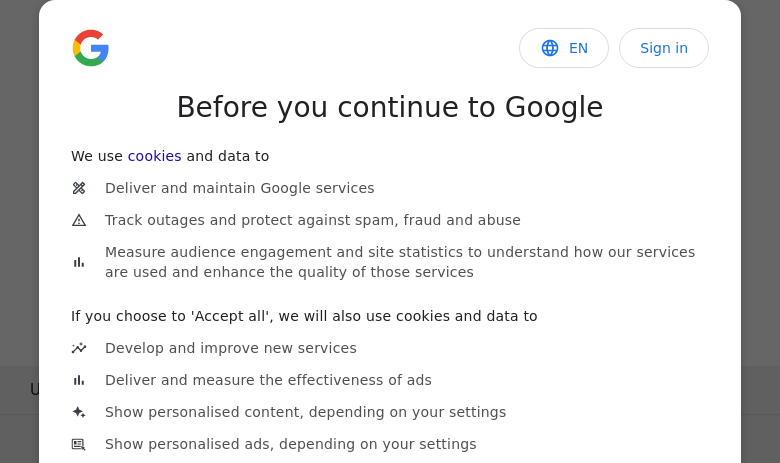 EN
Sign in
Before you continue to Google
We use cookies and data to
Deliver and maintain Google services
Track outages and protect against spam, fraud and abuse
Measure audience engagement and site statistics to understand how our services
are used and enhance the quality of those services
If you choose to 'Accept all', we will also use cookies and data to
Develop and improve new services
Deliver and measure the effectiveness of ads
Show personalised content, depending on your settings
Show personalised ads, depending on your settings